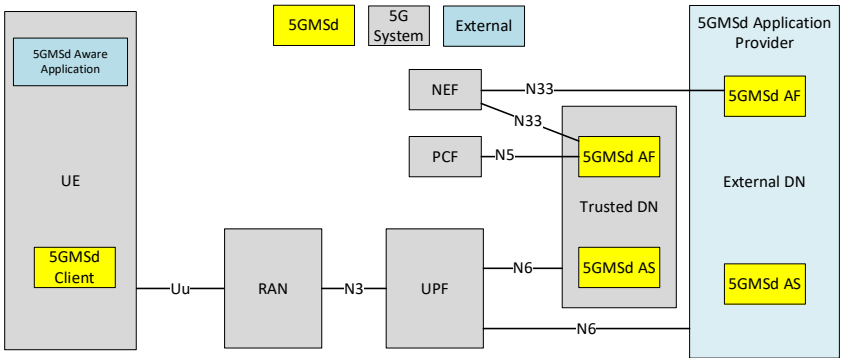 5GMSd
5G
System
External
5GMSd Aware
Application
UE
5GMSd
Client
Uu
RAN
N3
UPF
NEF
PCF
N33
N33
N5
N6
N6
5GMSd AF
Trusted DN
5GMSd AS
5GMSd Application
Provider
5GMSd AF
External DN
5GMSd AS